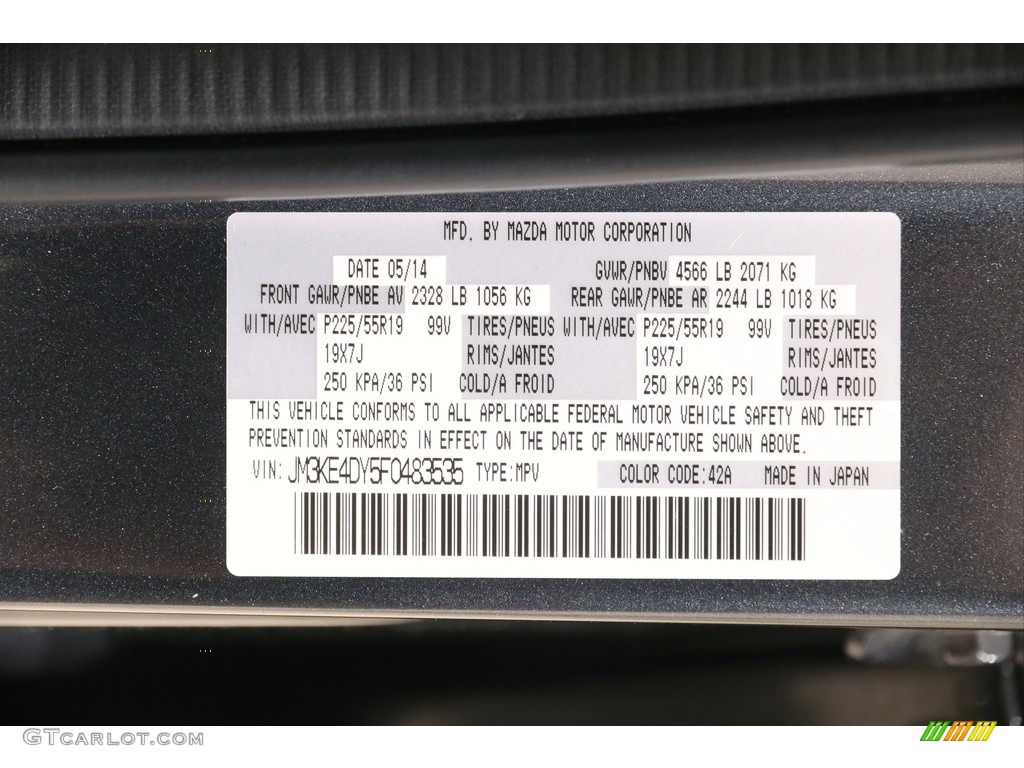 MFD. BY MAZDA MOTOR CORPORATION
DATE 05/14 GVWR/PNBV 4566 LB 2071 KG
FRONT GAWR/PNBE AV 2328 LB 1056 KG REAR GAWR/PNBE AR 2244 LB 1018 KG
WITH/AVEC P225/55R19 99V TIRES/PNEUS WITH/AVEC P225/55R19 99V TIRES/PNEUS
19X7J RIMS/JANTES 19X7J RIMS/JANTES
250 KPA/36 PSI COLD/A FROID 250 KPA/36 PSI COLD/A FROID
THIS VEHICLE CONFORMS TO ALL APPLICABLE FEDERAL MOTOR VEHICLE SAFETY AND THEFT
PREVENTION STANDARDS IN EFFECT ON THE DATE OF MANUFACTURE SHOWN ABOVE.
VIN: JM3KE4DY5F0483535 TYPE:MPV COLOR CODE:42A MADE IN JAPAN
GTCARLOT.COM